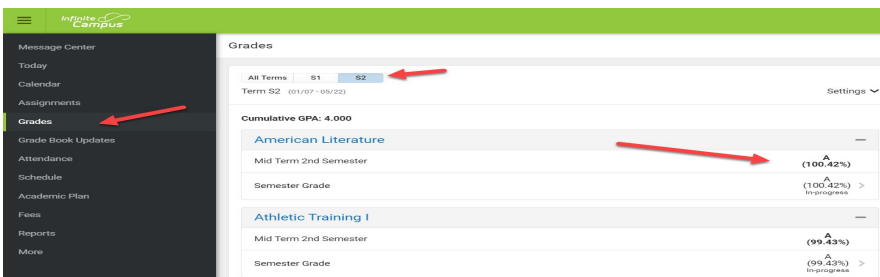 Infinite
Campus
Message Center
Today
Calendar
Assignments
Grades
Grade Book Updates
Attendance
Schedule
Academic Plan
Fees
Reports
More
Grades
All Terms S1 S2
Term S2 (01/07 - 05/22) Settings
Cumulative GPA: 4.000
American Literature
Mid Term 2nd Semester A
(100.42%)
Semester Grade A
(100.42%) >
In-progress
Athletic Training I
Mid Term 2nd Semester A
(99.43%)
Semester Grade A
(99.43%) >
In-progress